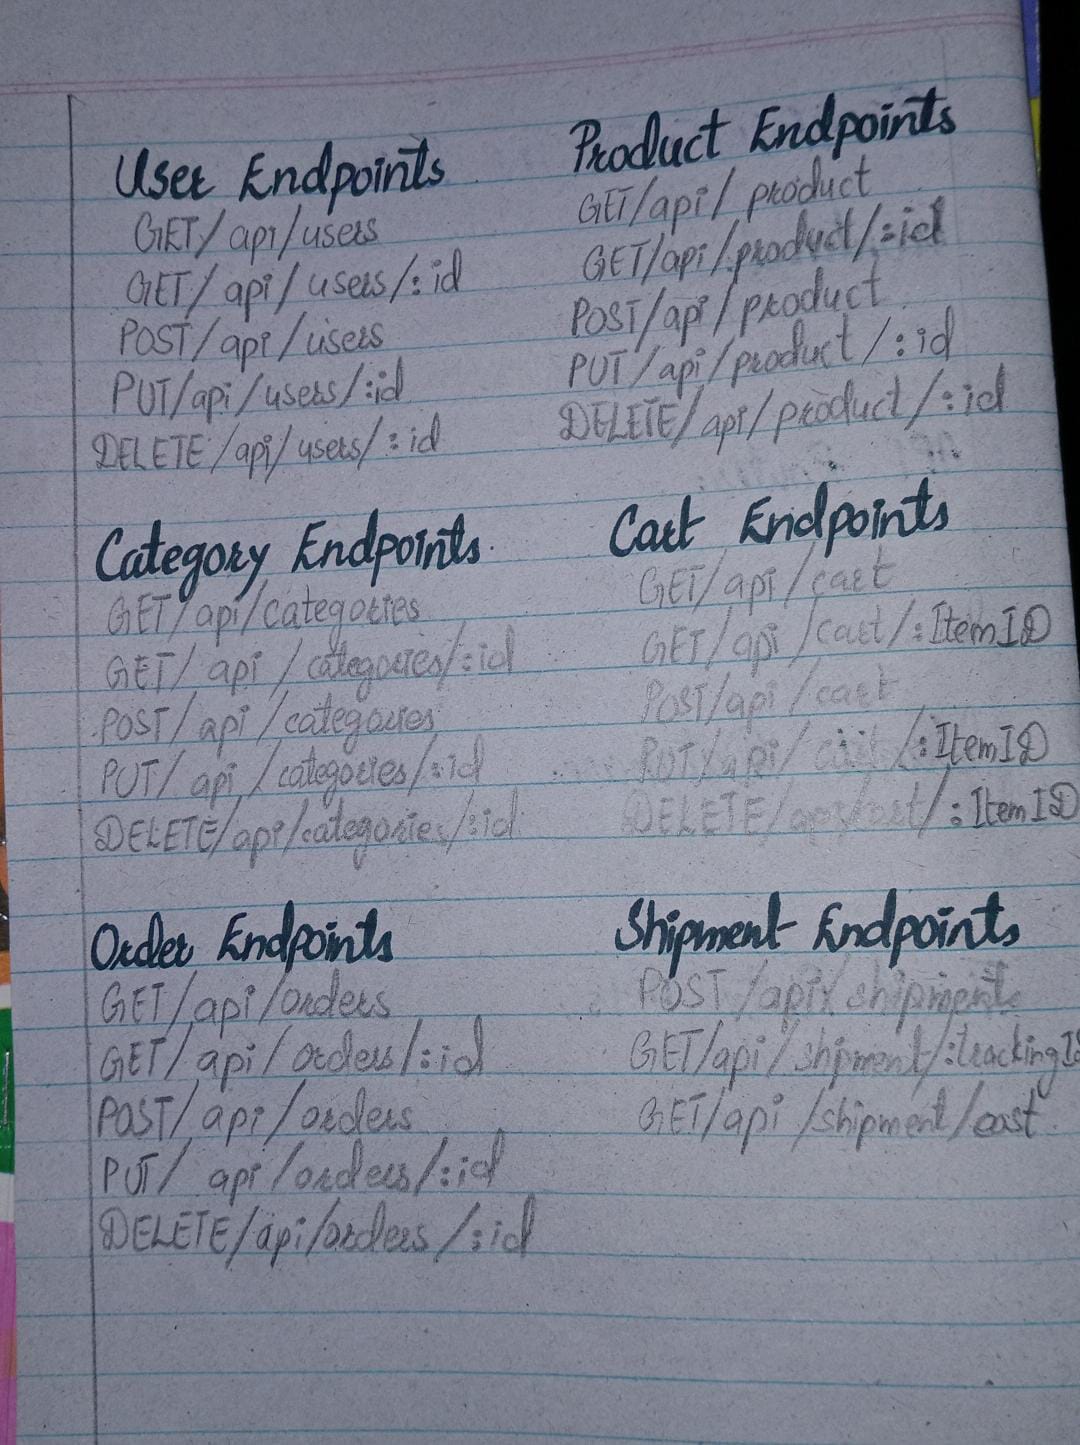 User Endpoints
GET/api/users
GET/api/users/:id
POST/api/users
PUT/api/users/:id
DELETE/api/users/:id
Product Endpoints
GET/api/product
GET/api/product/:id
POST/api/product
PUT/api/product/:id
DELETE/api/product/:id
Category Endpoints
GET/api/categories
GET/api/categories/:id
POST/api/categories
PUT/api/categories/:id
DELETE/api/categories/:id
Cart Endpoints
GET/api/cart
GET/api/cart/:ItemID
POST/api/cart
PUT/api/cart/:ItemID
DELETE/api/cart/:ItemID
Order Endpoints
GET/api/orders
GET/api/orders/:id
POST/api/orders
PUT/api/orders/:id
DELETE/api/orders/:id
Shipment Endpoints
POST/api/shipment
GET/api/shipment/
GET/api/shipment/cost